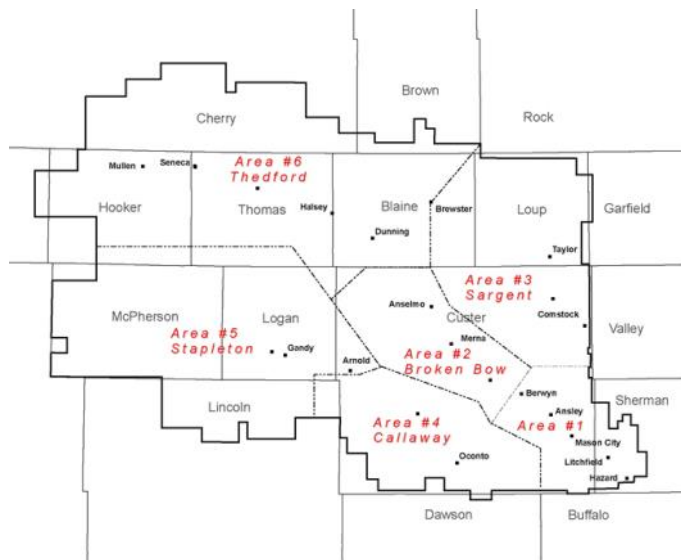 Brown
Cherry
Rock
Mullen
Seneca
Area #6
Thedford
Hooker
Thomas
Halsey
Blaine
Brewster
Loup
Garfield
Dunning
Taylor
Area #3
Sargent
Anselmo
Custer
Comstock
McPherson
Logan
Area #5
Stapleton
Gandy
Valley
Merna
Area #2
Broken Bow
Arnold
Berwyn
Sherman
Lincoln
Area #4
Callaway
Ansley
Area #1
Mason City
Oconto
Litchfield
Hazard
Dawson
Buffalo